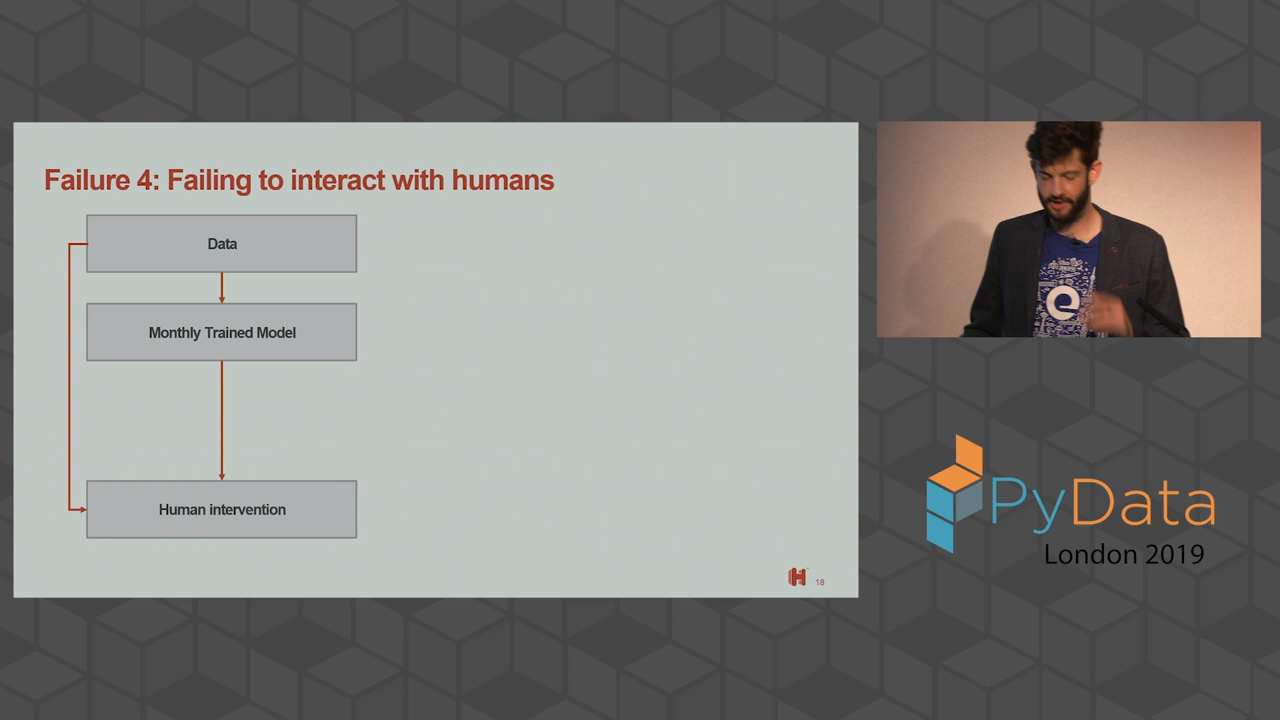 Failure 4: Failing to interact with humans
Data
Monthly Trained Model
Human intervention
H
18
e
PyData
London 2019